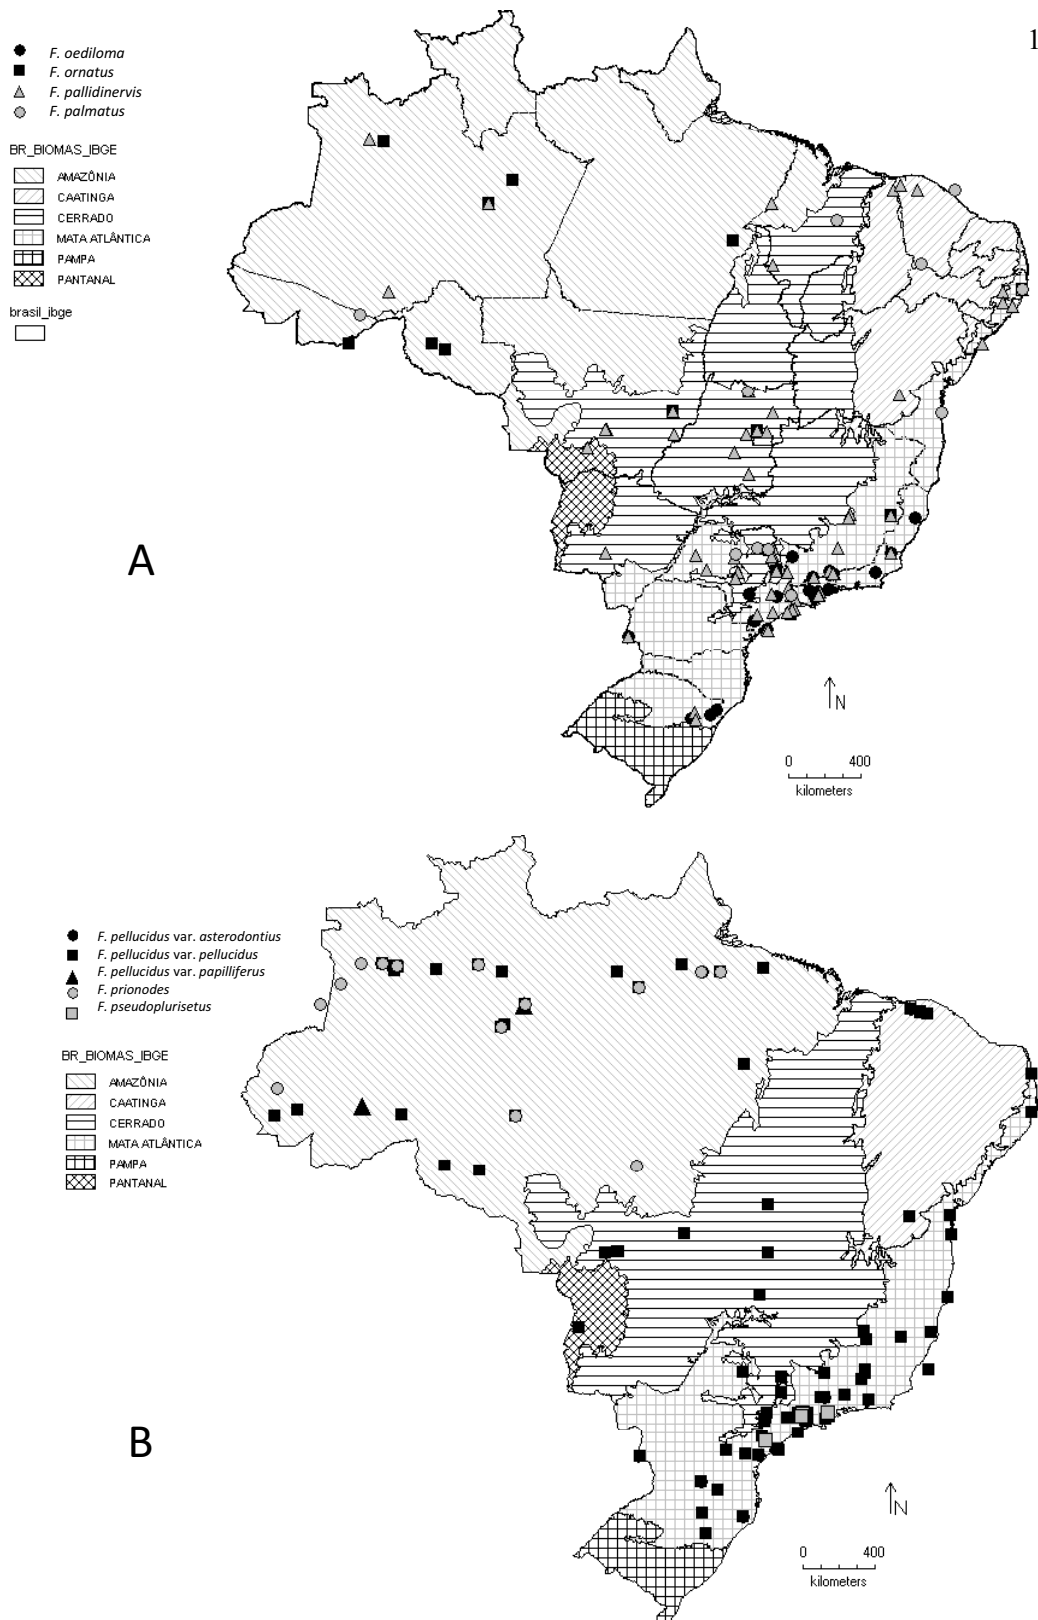 1
F. oediloma
F. ornatus
F. pallidinervis
F. palmatus
BR_BIOMAS_IBGE
AMAZÔNIA
CAATINGA
CERRADO
MATA ATLÂNTICA
PAMPA
PANTANAL
brasil_ibge
A
N
0 400
kilometers
F. pellucidus var. asterodontius
F. pellucidus var. pellucidus
F. pellucidus var. papilliferus
F. prionodes
F. pseudoplurisetus
BR_BIOMAS_IBGE
AMAZÔNIA
CAATINGA
CERRADO
MATA ATLÂNTICA
PAMPA
PANTANAL
B
N
0 400
kilometers